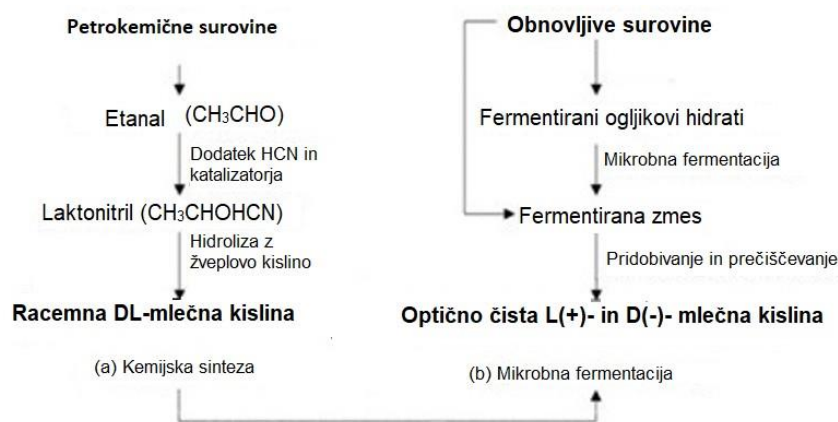 Petrokemične surovine
Etanal (CH₃CHO)
Dodatek HCN in
katalizatorja
Laktonitril (CH₃CHOHCN)
Hidroliza z
žveplovo kislino
Racemna DL-mlečna kislina
(a) Kemijska sinteza
Obnovljive surovine
Fermentirani ogljikovi hidrati
Mikrobna fermentacija
Fermentirana zmes
Pridobivanje in prečiščevanje
Optično čista L(+)- in D(-)- mlečna kislina
(b) Mikrobna fermentacija